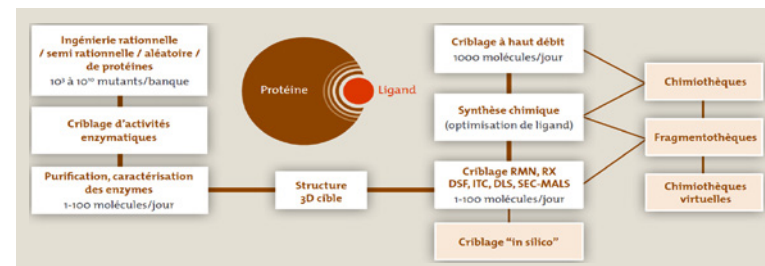 Ingénierie rationnelle
/ semi rationnelle / aléatoire /
de protéines
10³ à 10¹⁰ mutants/banque
Criblage d'activités
enzymatiques
Purification, caractérisation
des enzymes
1-100 molécules/jour
Protéine
Ligand
Structure
3D cible
Criblage à haut débit
1000 molécules/jour
Synthèse chimique
(optimisation de ligand)
Criblage RMN, RX
DSF, ITC, DLS, SEC-MALS
1-100 molécules/jour
Criblage "in silico"
Chimiothèques
Fragmentothèques
Chimiothèques
virtuelles